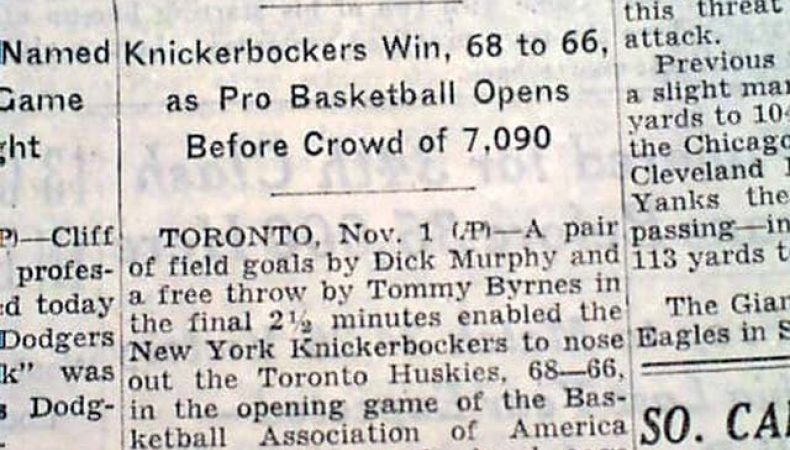 Named
Game
ght
P)—Cliff
profes-
d today
Dodgers
k" was
s Dodg-
Knickerbockers Win, 68 to 66,
as Pro Basketball Opens
Before Crowd of 7,090
TORONTO, Nov. 1 (AP)—A pair
of field goals by Dick Murphy and
a free throw by Tommy Byrnes in
the final 2½ minutes enabled the
New York Knickerbockers to nose
out the Toronto Huskies, 68—66,
in the opening game of the Bas-
ketball Association of America
this threat
attack.
Previous
a slight mar
yards to 104
the Chicago
Cleveland
Yanks the
passing—in
113 yards t
The Gian
Eagles in S
SO. CA